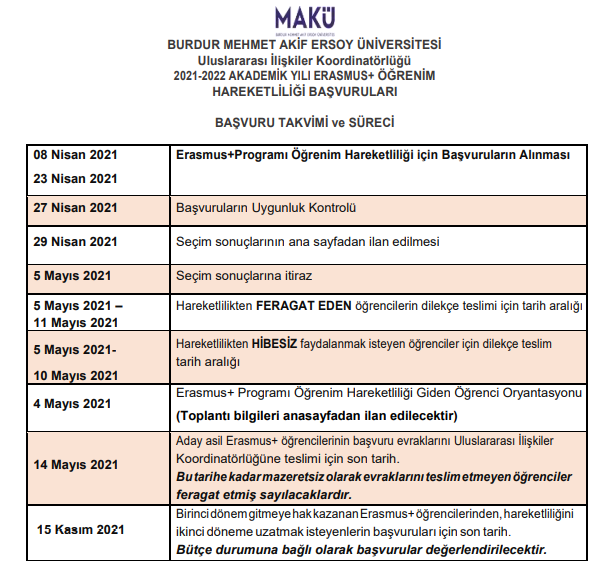 MAKÜ
BURDUR MEHMET AKİF ERSOY ÜNİVERSİTESİ
BURDUR MEHMET AKİF ERSOY ÜNİVERSİTESİ
Uluslararası İlişkiler Koordinatörlüğü
2021-2022 AKADEMİK YILI ERASMUS+ ÖĞRENİM
HAREKETLİLİĞİ BAŞVURULARI
BAŞVURU TAKVİMİ ve SÜRECİ
08 Nisan 2021
23 Nisan 2021
Erasmus+Programı Öğrenim Hareketliliği için Başvuruların Alınması
27 Nisan 2021
Başvuruların Uygunluk Kontrolü
29 Nisan 2021
Seçim sonuçlarının ana sayfadan ilan edilmesi
5 Mayıs 2021
Seçim sonuçlarına itiraz
5 Mayıs 2021 –
11 Mayıs 2021
Hareketlilikten FERAGAT EDEN öğrencilerin dilekçe teslimi için tarih aralığı
5 Mayıs 2021-
10 Mayıs 2021
Hareketlilikten HİBESİZ faydalanmak isteyen öğrenciler için dilekçe teslim
tarih aralığı
4 Mayıs 2021
Erasmus+ Programı Öğrenim Hareketliliği Giden Öğrenci Oryantasyonu
(Toplantı bilgileri anasayfadan ilan edilecektir)
14 Mayıs 2021
Aday asil Erasmus+ öğrencilerinin başvuru evraklarını Uluslararası İlişkiler
Koordinatörlüğüne teslimi için son tarih.
Bu tarihe kadar mazeretsiz olarak evraklarını teslim etmeyen öğrenciler
feragat etmiş sayılacaklardır.
15 Kasım 2021
Birinci dönem gitmeye hak kazanan Erasmus+ öğrencilerinden, hareketliliğini
ikinci döneme uzatmak isteyenlerin başvuruları için son tarih.
Bütçe durumuna bağlı olarak başvurular değerlendirilecektir.